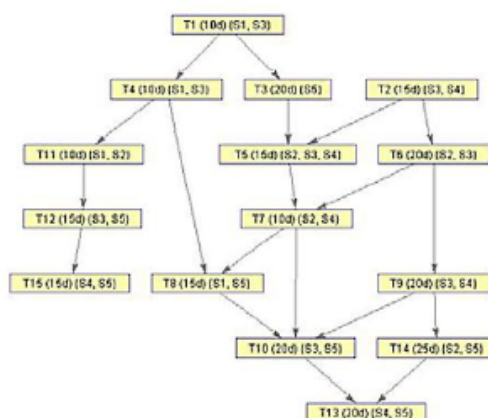 T1 (10d) (S1, S3)
T4 (10d) (S1, S3)
T3 (20d) (S5)
T2 (15d) (S3, S4)
T11 (10d) (S1, S2)
T5 (15d) (S2, S3, S4)
T6 (20d) (S2, S3)
T12 (15d) (S3, S5)
T7 (10d) (S2, S4)
T15 (15d) (S4, S5)
T8 (15d) (S1, S5)
T9 (20d) (S3, S4)
T10 (20d) (S3, S5)
T14 (25d) (S2, S5)
T13 (20d) (S4, S5)